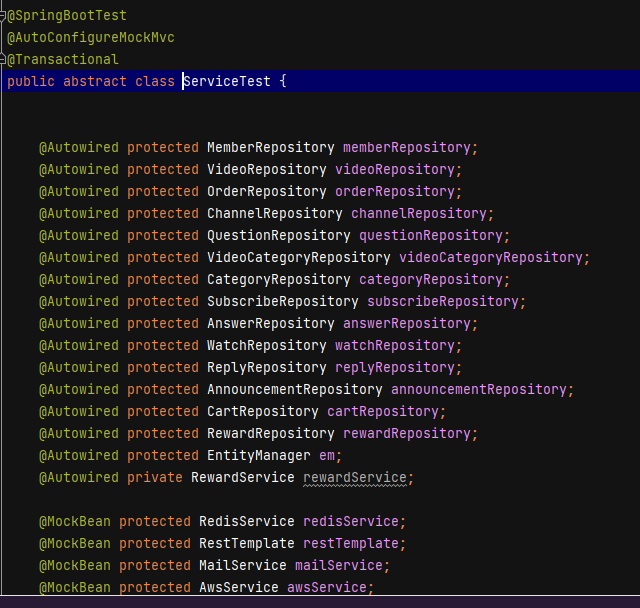 @SpringBootTest
@AutoConfigureMockMvc
@Transactional
public abstract class ServiceTest {
@Autowired protected MemberRepository memberRepository;
@Autowired protected VideoRepository videoRepository;
@Autowired protected OrderRepository orderRepository;
@Autowired protected ChannelRepository channelRepository;
@Autowired protected QuestionRepository questionRepository;
@Autowired protected VideoCategoryRepository videoCategoryRepository;
@Autowired protected CategoryRepository categoryRepository;
@Autowired protected SubscribeRepository subscribeRepository;
@Autowired protected AnswerRepository answerRepository;
@Autowired protected WatchRepository watchRepository;
@Autowired protected ReplyRepository replyRepository;
@Autowired protected AnnouncementRepository announcementRepository;
@Autowired protected CartRepository cartRepository;
@Autowired protected RewardRepository rewardRepository;
@Autowired protected EntityManager em;
@Autowired private RewardService rewardService;
@MockBean protected RedisService redisService;
@MockBean protected RestTemplate restTemplate;
@MockBean protected MailService mailService;
@MockBean protected AwsService awsService;